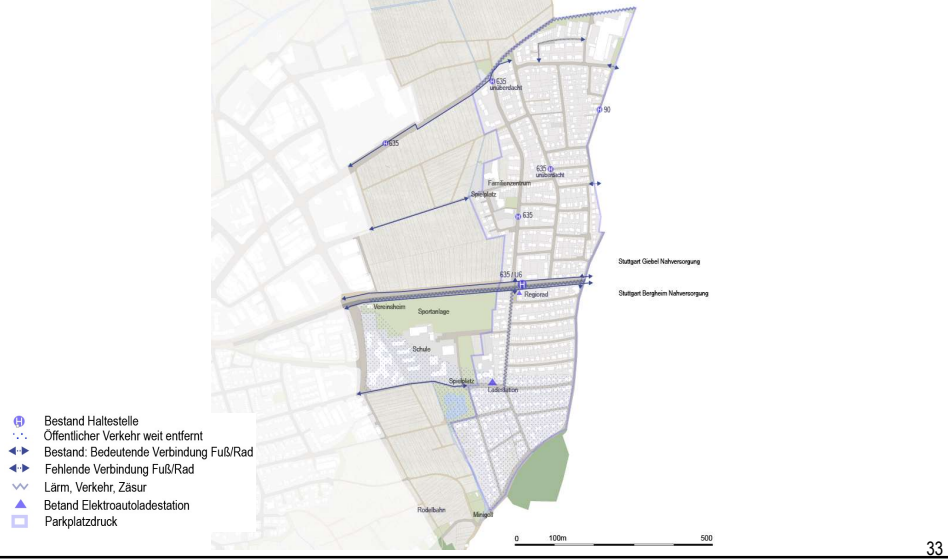 635
unüberdacht
90
635
635
unüberdacht
Familienzentrum
Spielplatz
635
635 / U6
Stuttgart Giebel Nahversorgung
Regiorad
Stuttgart Bergheim Nahversorgung
Vereinsheim
Sportanlage
Schule
Spielplatz
Ladestation
H Bestand Haltestelle
Öffentlicher Verkehr weit entfernt
Bestand: Bedeutende Verbindung Fuß/Rad
Fehlende Verbindung Fuß/Rad
Lärm, Verkehr, Zäsur
Betand Elektroautoladestation
Parkplatzdruck
Rodelbahn
Minigolf
0 100m 500
33